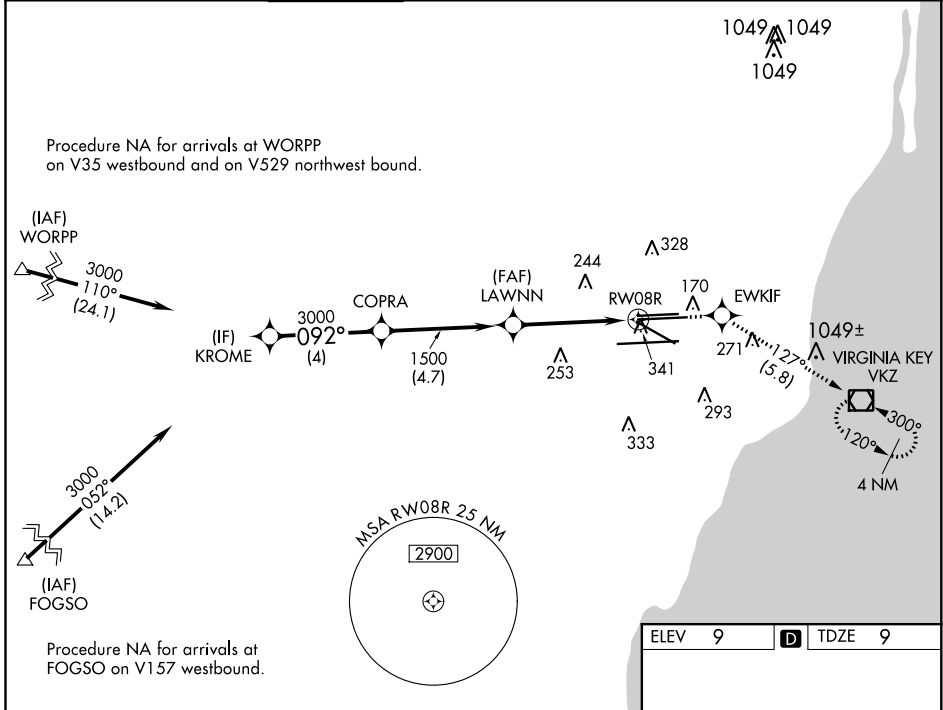 1049 1049
1049
Procedure NA for arrivals at WORPP
on V35 westbound and on V529 northwest bound.
(IAF)
WORPP
3000
110°
(24.1)
(IF)
KROME
3000
092°
(4)
COPRA
1500
(4.7)
(FAF)
LAWNN
244
328
253
RW08R
170
341
EWKIF
271
127°
(5.8)
1049±
VIRGINIA KEY
VKZ
300°
120°
4 NM
293
333
3000
052°
(14.2)
(IAF)
FOGSO
MSA RW08R 25 NM
2900
Procedure NA for arrivals at
FOGSO on V157 westbound.
ELEV 9 D TDZE 9